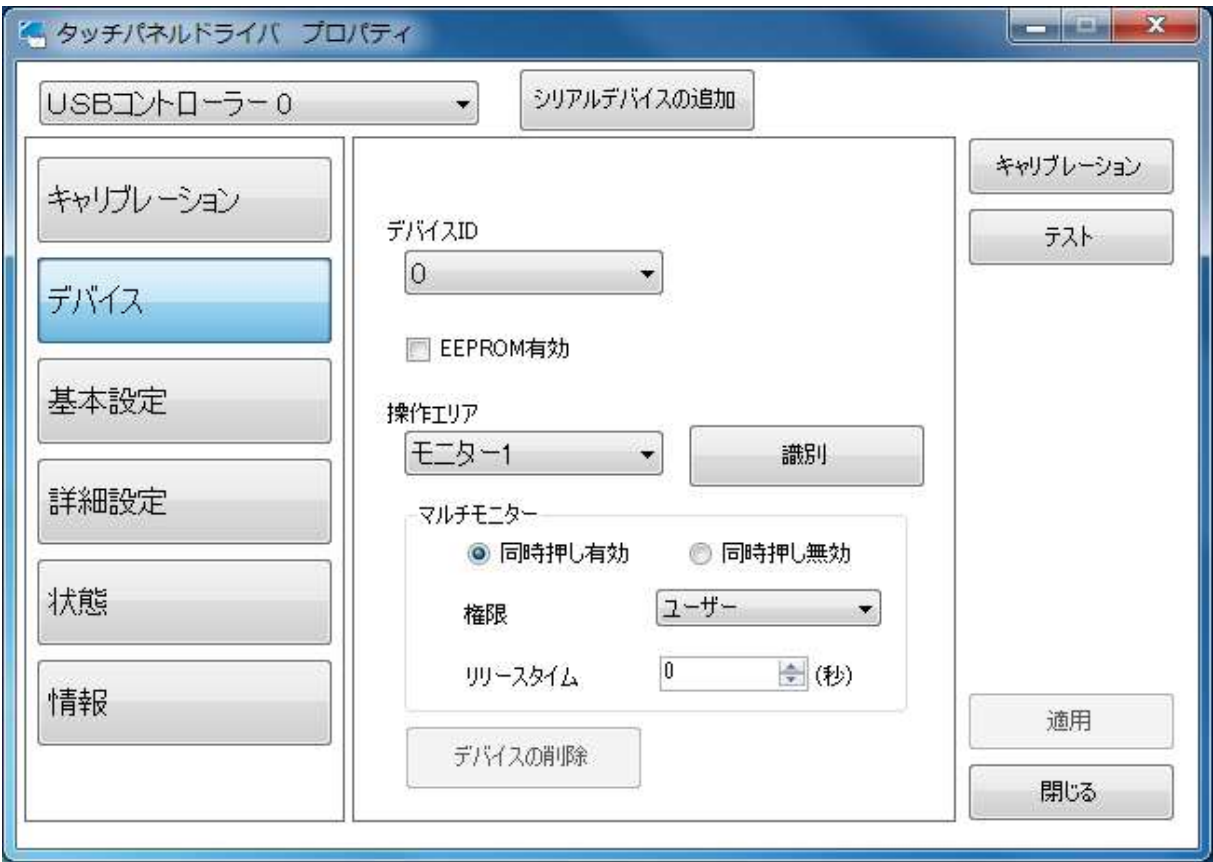 タッチパネルドライバ プロパティ
USBコントローラー 0
シリアルデバイスの追加
キャリブレーション
デバイス
基本設定
詳細設定
状態
情報
デバイスID
0
EEPROM有効
操作エリア
モニター1
識別
マルチモニター
同時押し有効 同時押し無効
権限 ユーザー
リリースタイム 0 (秒)
デバイスの削除
キャリブレーション
テスト
適用
閉じる